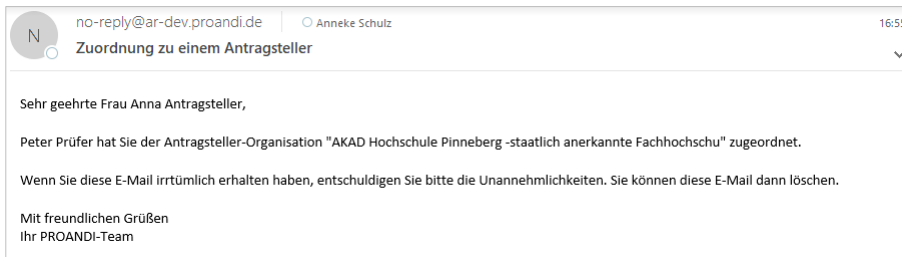 N
no-reply@ar-dev.proandi.de Anneke Schulz 16:55
Zuordnung zu einem Antragsteller
Sehr geehrte Frau Anna Antragsteller,
Peter Prüfer hat Sie der Antragsteller-Organisation "AKAD Hochschule Pinneberg -staatlich anerkannte Fachhochschu" zugeordnet.
Wenn Sie diese E-Mail irrtümlich erhalten haben, entschuldigen Sie bitte die Unannehmlichkeiten. Sie können diese E-Mail dann löschen.
Mit freundlichen Grüßen
Ihr PROANDI-Team